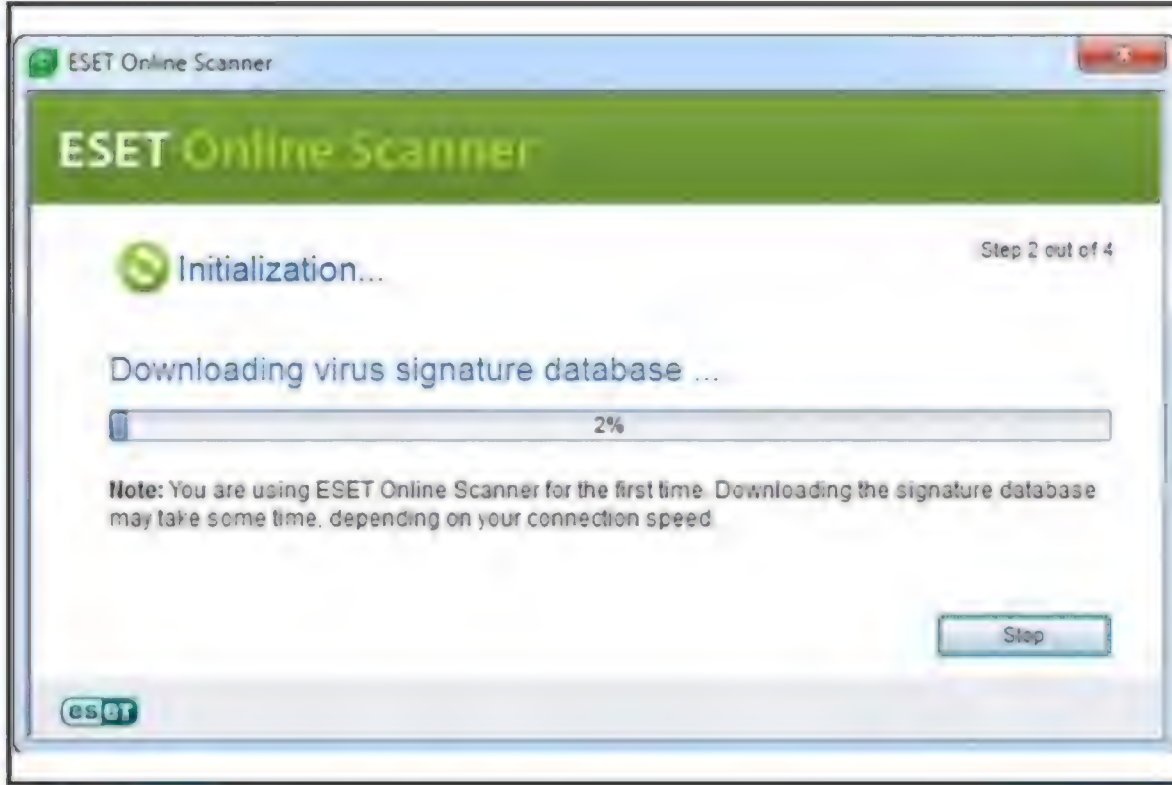 ESET Online Scanner
ESET Online Scanner
Initialization...
Step 2 out of 4
Downloading virus signature database ...
2%
Note: You are using ESET Online Scanner for the first time. Downloading the signature database
may take some time, depending on your connection speed.
Stop
eset